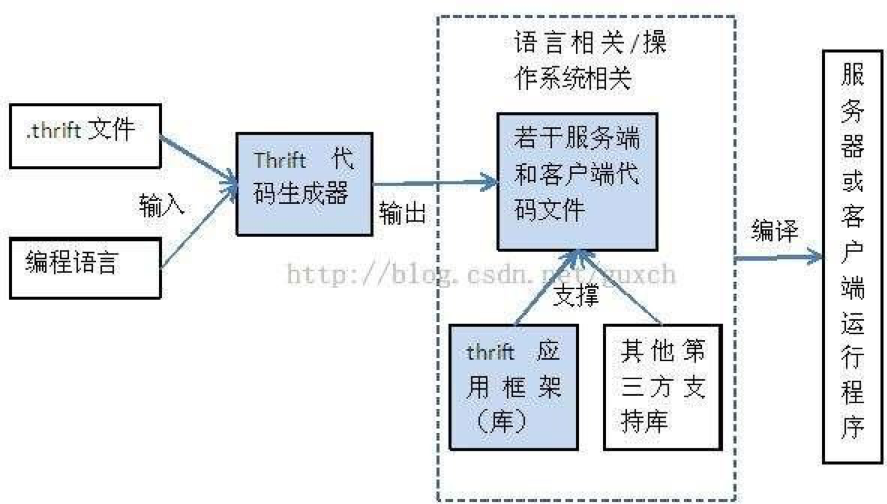 语言相关/操
作系统相关
.thrift 文件
编程语言
输入
Thrift 代
码生成器
输出
若干服务端
和客户端代
码文件
http://blog.csdn.net/guxch
支撑
thrift 应
用框架
（库）
其他第
三方支
持库
编译
服
务
器
或
客
户
端
运
行
程
序